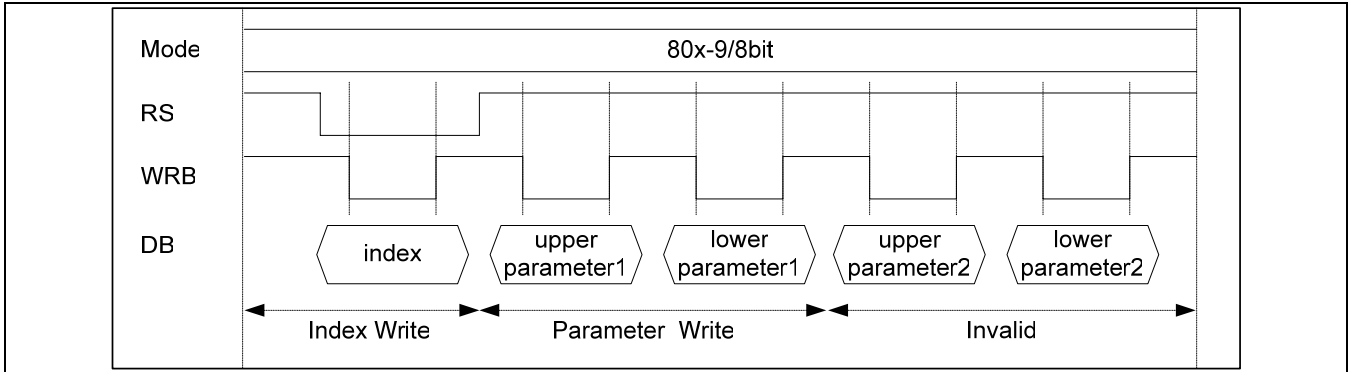 Mode
80x-9/8bit
RS
WRB
DB
index
upper
parameter1
lower
parameter1
upper
parameter2
lower
parameter2
Index Write
Parameter Write
Invalid